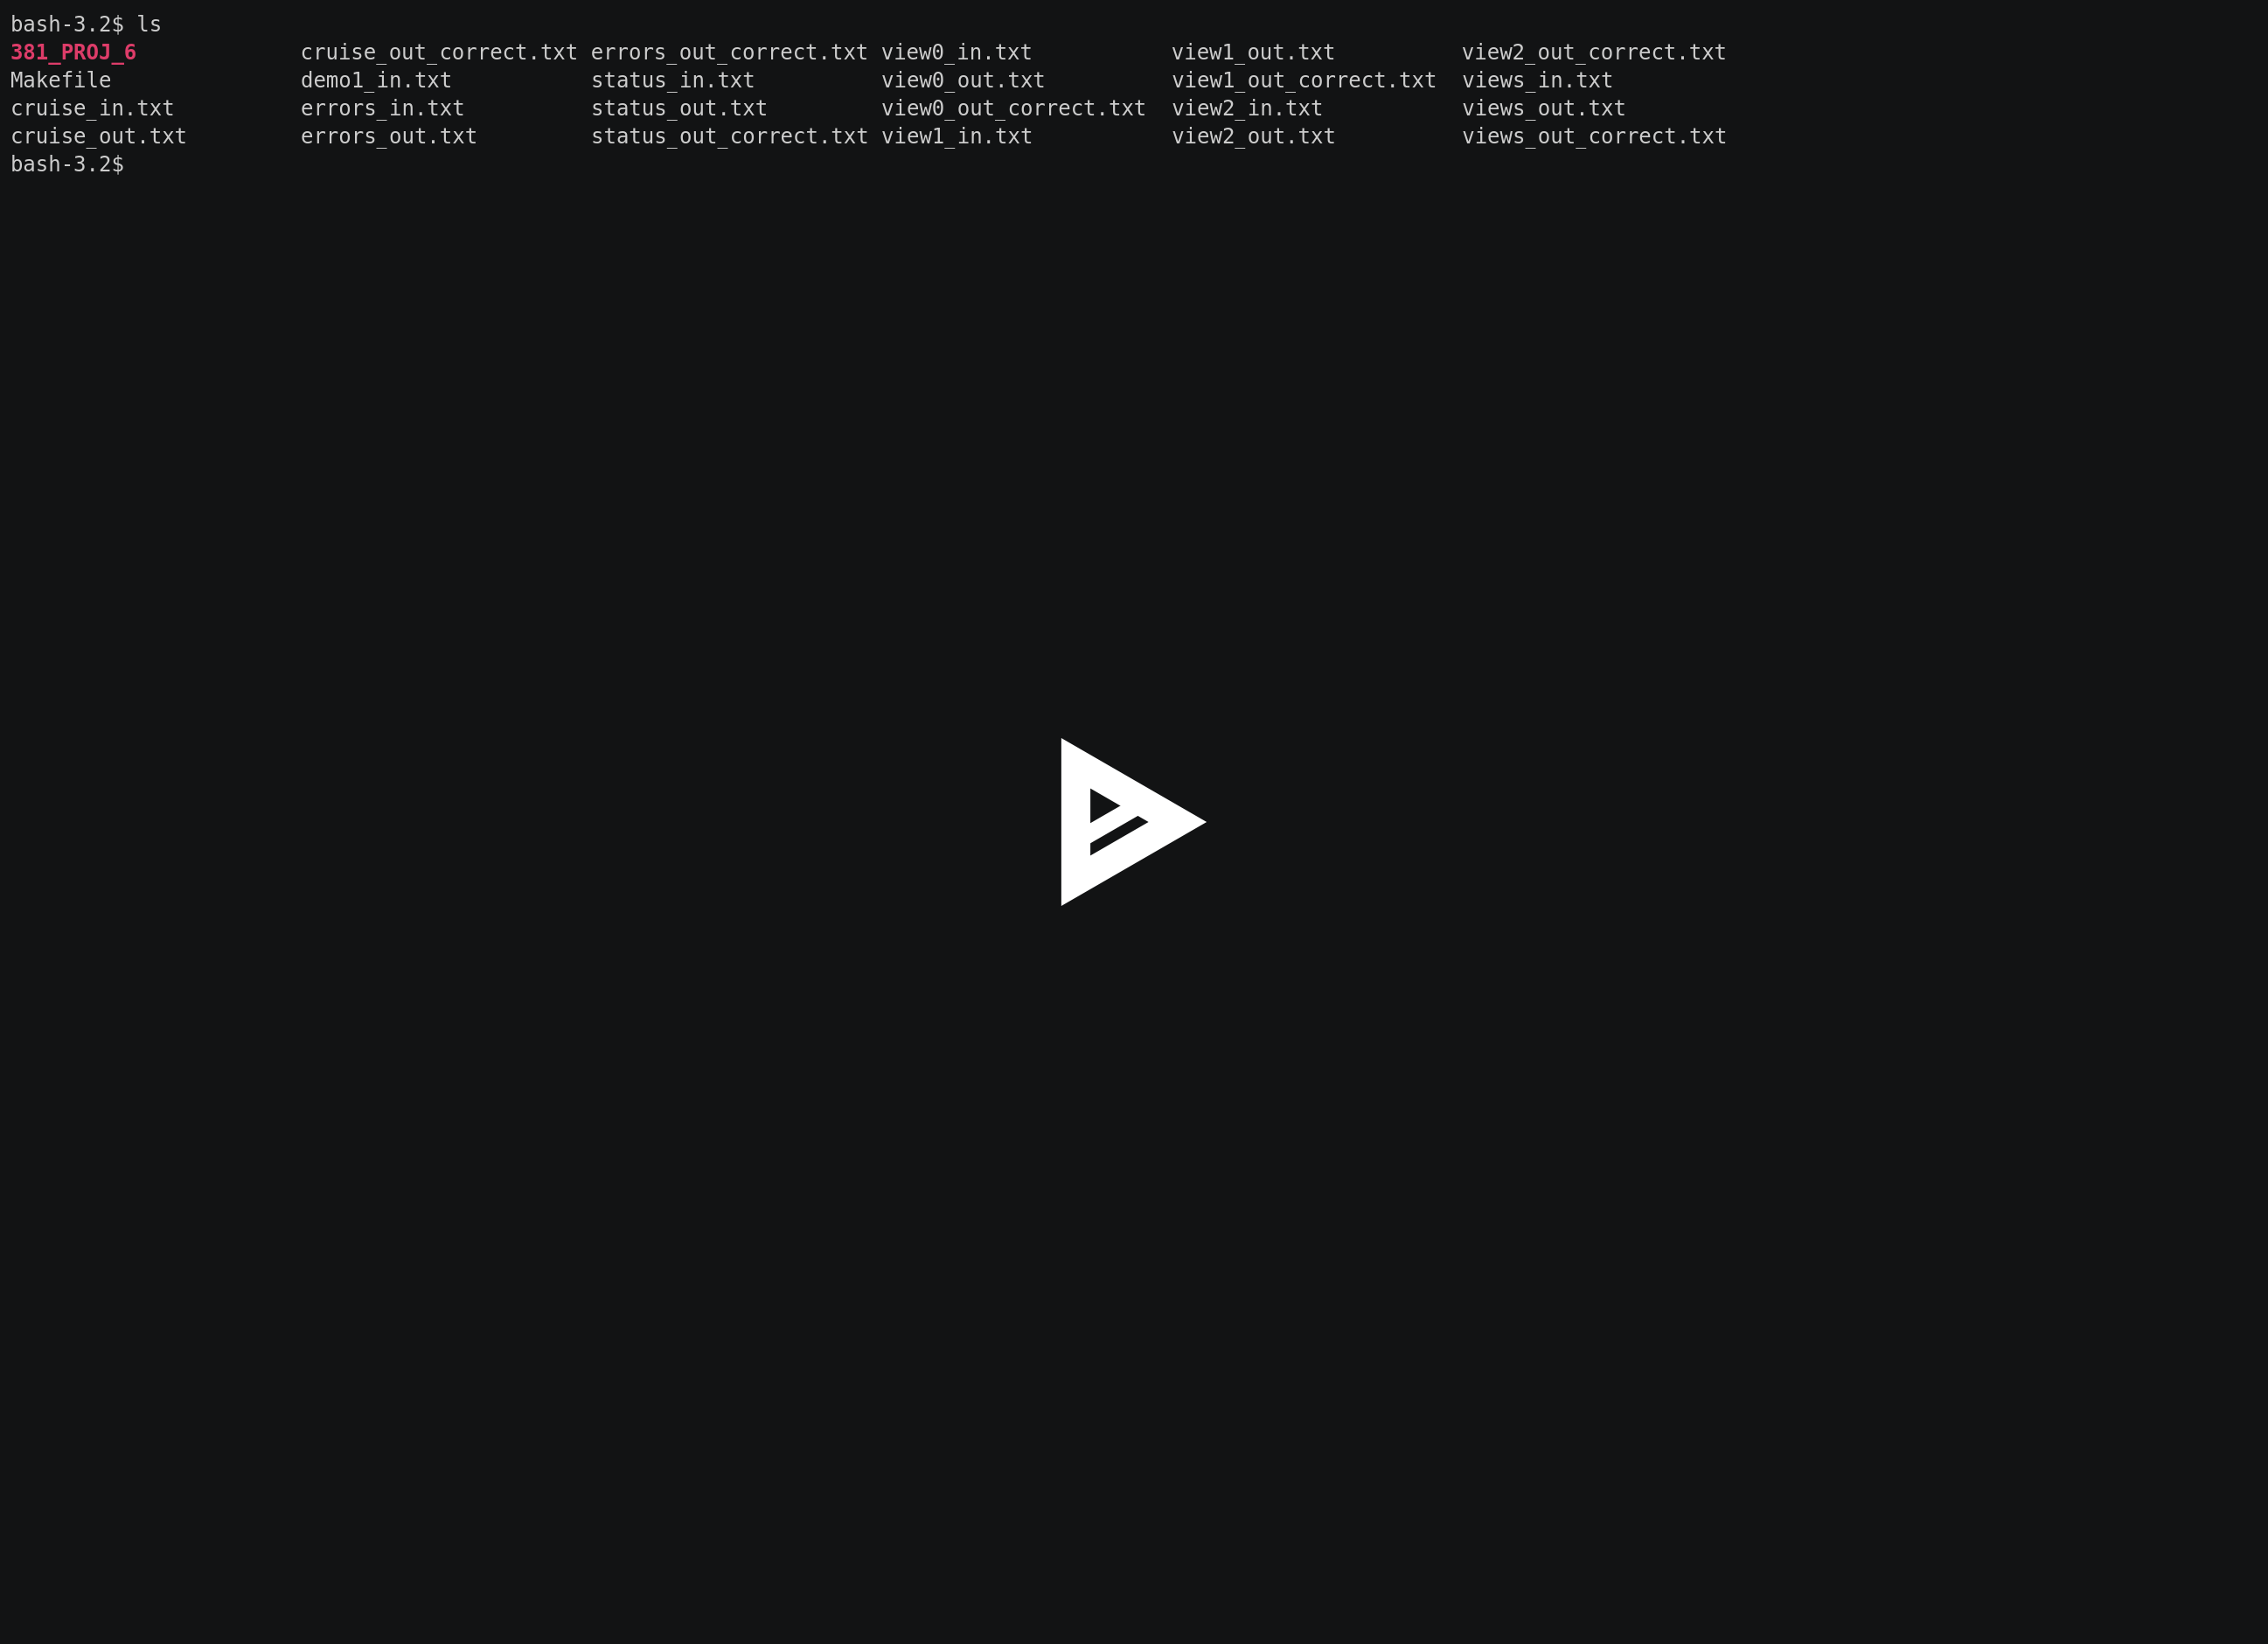 bash-3.2$ ls
381_PROJ_6 cruise_out_correct.txt errors_out_correct.txt view0_in.txt view1_out.txt view2_out_correct.txt
Makefile demo1_in.txt status_in.txt view0_out.txt view1_out_correct.txt views_in.txt
cruise_in.txt errors_in.txt status_out.txt view0_out_correct.txt view2_in.txt views_out.txt
cruise_out.txt errors_out.txt status_out_correct.txt view1_in.txt view2_out.txt views_out_correct.txt
bash-3.2$